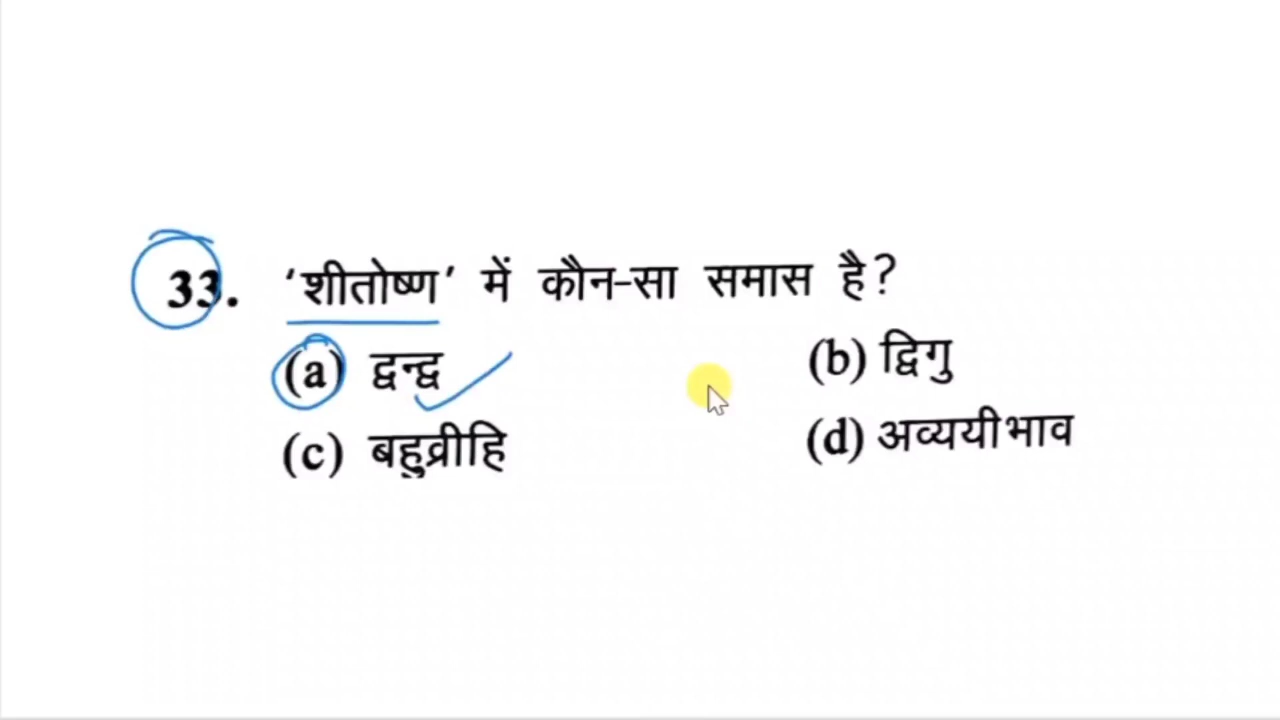 33. ‘शीतोष्ण’ में कौन-सा समास है?
(a) द्वन्द्व (b) द्विगु
(c) बहुव्रीहि (d) अव्ययीभाव